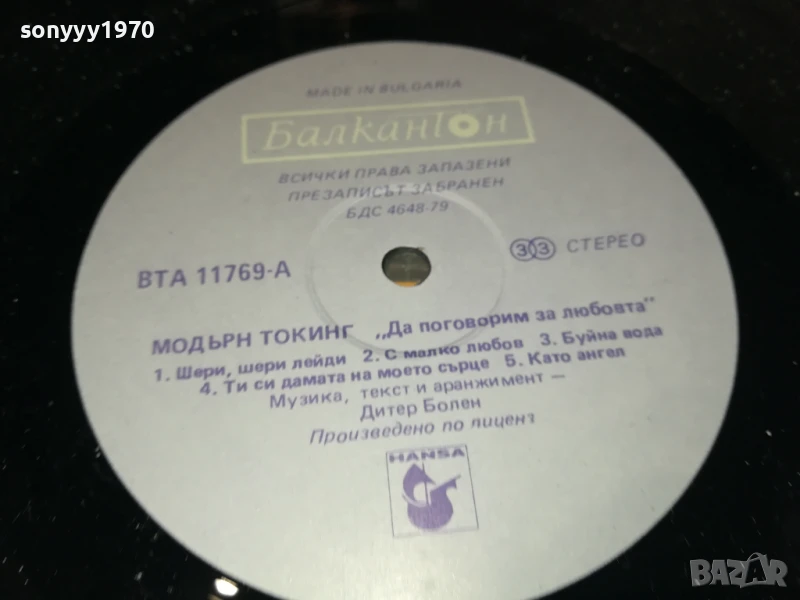 sonyyy1970
MADE IN BULGARIA
Балкантон
ВСИЧКИ ПРАВА ЗАПАЗЕНИ
ПРЕЗАПИСЪТ ЗАБРАНЕН
БДС 4648-79
ВТА 11769-А
33 СТЕРЕО
МОДЪРН ТОКИНГ „Да поговорим за любовта"
1. Шери, шери лейди 2. С малко любов 3. Буйна вода
4. Ти си дамата на моето сърце 5. Като ангел
Музика, текст и аранжимент —
Дитер Болен
Произведено по лиценз
HANSA
BAZAR